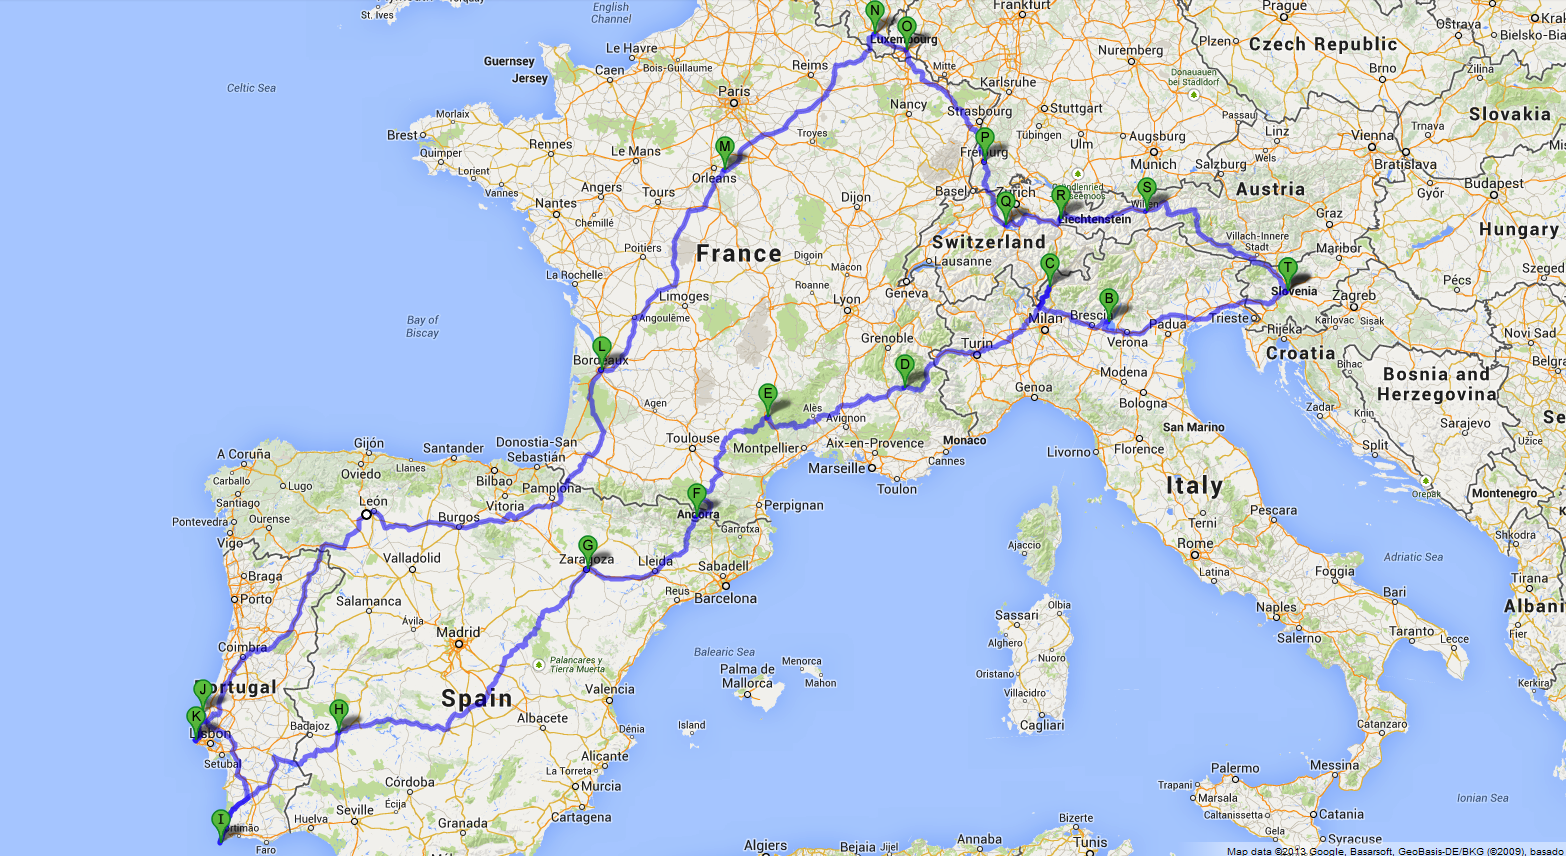 English
Channel
St. Ives
Le Havre
Guernsey
Jersey
Caen
Bois-Guillaume
Reims
Celtic Sea
Paris
Morlaix
Brest
Quimper
Lorient
Vannes
Rennes
Le Mans
Troyes
Orléans
Angers
Tours
Nantes
Chemillé
Dijon
Poitiers
France
Digoin
Mâcon
La Rochelle
Roanne
Limoges
Lyon
Angoulême
Bay of
Biscay
Grenoble
Bordeaux
Agen
Alès
Avignon
Toulouse
Montpellier
Aix-en-Provence
Marseille
Toulon
Cannes
Monaco
Perpignan
N
O
Luxembourg
Frankfurt
Mitte
Nancy
Karlsruhe
Strasbourg
Stuttgart
Tübingen
Ulm
Augsburg
Munich
Nuremberg
Donauauen
bei Stadldorf
Passau
Prague
Plzen
Czech Republic
Ostrava
Bielsko-Bia
Brno
Žilina
Slovakia
Linz
Wels
Vienna
Trnava
Bratislava
Győr
Budapest
Salzburg
Austria
Graz
Hungary
Maribor
Villach-Innere
Stadt
Pécs
Szeged
P
Freiburg
Basel
Zurich
Q
R
S
Liechtenstein
Switzerland
Lausanne
Geneva
C
B
T
Slovenia
Zagreb
Karlovac
Sisak
Rijeka
Trieste
Croatia
Novi Sad
Milan
Brescia
Verona
Padua
Turin
D
E
L
M
Genoa
Modena
Bologna
Bihac
Bosnia and
Herzegovina
Belgra
San Marino
Zadar
Knin
Sarajevo
Užice
Split
Livorno
Florence
Italy
Orepak
Montenegro
Terni
Pescara
Rome
Latina
Adriatic Sea
Shkodra
Tirana
Albani
Fier
Foggia
Bari
Naples
Salerno
Taranto
Lecce
Kerkira
Ajaccio
Olbia
Sassari
Alghero
Nuoro
Oristano
Villacidro
Cagliari
Catanzaro
Messina
Palermo
Trapani
Marsala
Caltanissetta
Catania
Gela
Syracuse
Ionian Sea
A Coruña
Carballo
Santiago
Lugo
Gijón
Oviedo
Llanes
Santander
Bilbao
Donostia-San
Sebastián
Pamplona
Vitoria
Burgos
León
Pontevedra
Ourense
Vigo
Valladolid
Braga
Porto
Salamanca
Ávila
Madrid
F
Andorra
Garrotxa
G
Zaragoza
Lleida
Sabadell
Reus
Barcelona
Balearic Sea
Menorca
Palma de
Mallorca
Mahon
Palancares y
Tierra Muerta
Coimbra
Portugal
J
K
Lisbon
Setubal
H
Badajoz
Spain
Valencia
Albacete
Island
Dénia
Alicante
La Torreta
Murcia
Cartagena
Córdoba
Écija
Seville
Granada
Huelva
I
Portimão
Faro
Algiers
Bejaia
Jijel
Annaba
Bizerte
Tunis
Map data ©2013 Google, Basarsoft, GeoBasis-DE/BKG (©2009), basado